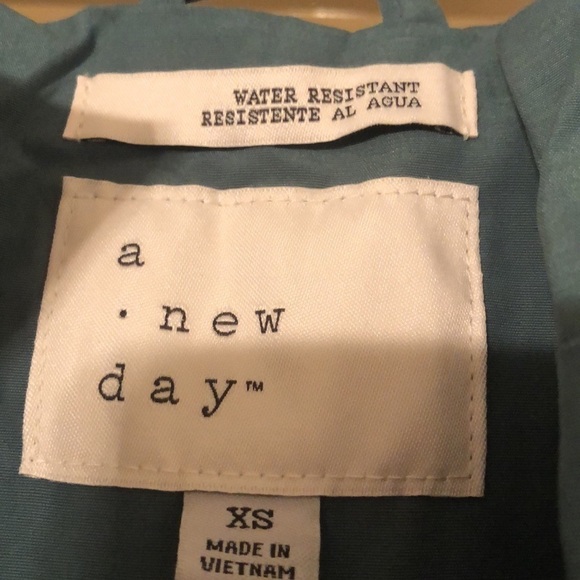 WATER RESISTANT
RESISTENTE AL AGUA
a
· new
day™
XS
MADE IN
VIETNAM